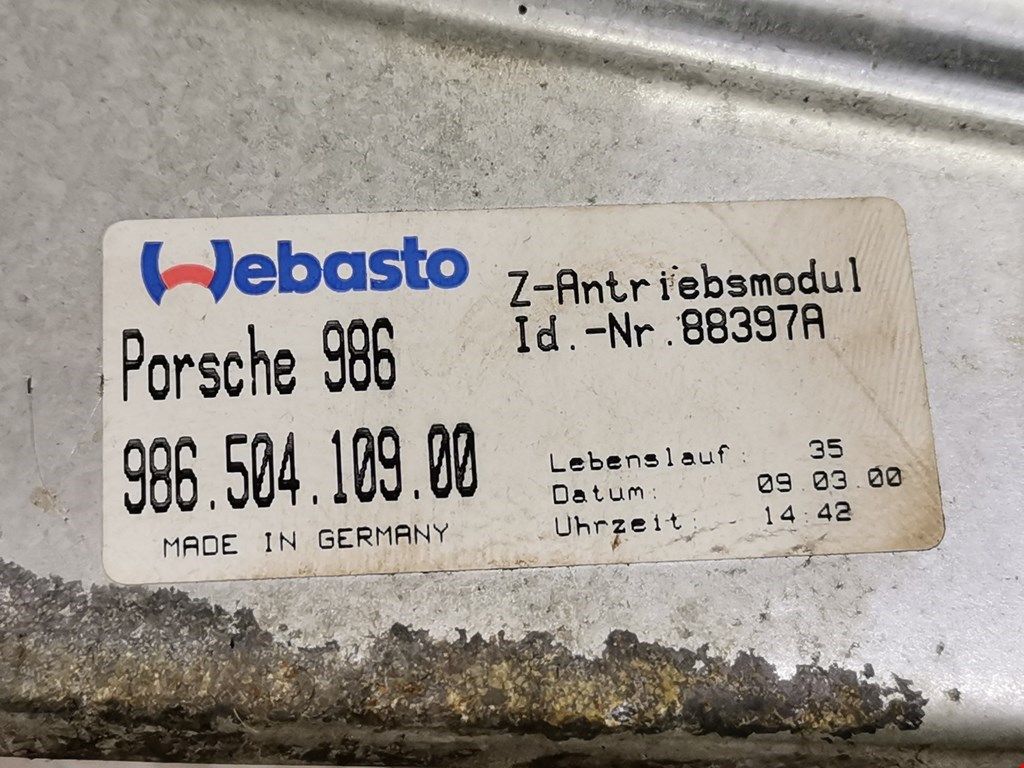 Webasto
Porsche 986
986.504.109.00
MADE IN GERMANY
Z-Antriebsmodul
Id.-Nr.88397A
Lebenslauf: 35
Datum: 09.03.00
Uhrzeit: 14:42